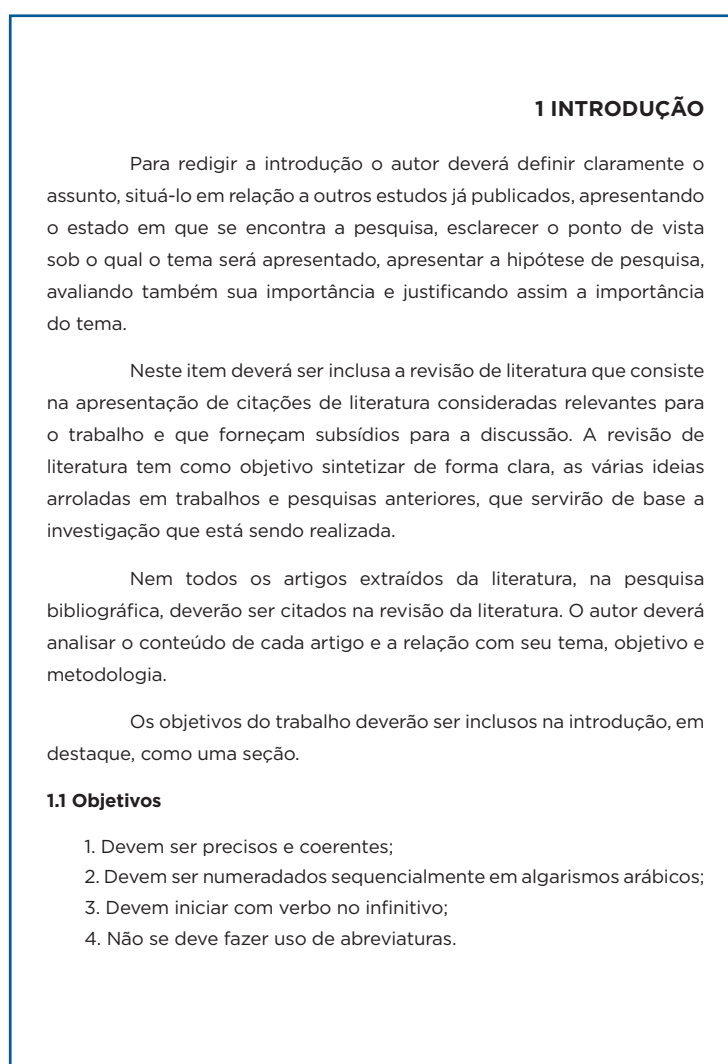 1 INTRODUÇÃO
Para redigir a introdução o autor deverá definir claramente o
assunto, situá-lo em relação a outros estudos já publicados, apresentando
o estado em que se encontra a pesquisa, esclarecer o ponto de vista
sob o qual o tema será apresentado, apresentar a hipótese de pesquisa,
avaliando também sua importância e justificando assim a importância
do tema.
Neste item deverá ser inclusa a revisão de literatura que consiste
na apresentação de citações de literatura consideradas relevantes para
o trabalho e que forneçam subsídios para a discussão. A revisão de
literatura tem como objetivo sintetizar de forma clara, as várias ideias
arroladas em trabalhos e pesquisas anteriores, que servirão de base a
investigação que está sendo realizada.
Nem todos os artigos extraídos da literatura, na pesquisa
bibliográfica, deverão ser citados na revisão da literatura. O autor deverá
analisar o conteúdo de cada artigo e a relação com seu tema, objetivo e
metodologia.
Os objetivos do trabalho deverão ser inclusos na introdução, em
destaque, como uma seção.
1.1 Objetivos
1. Devem ser precisos e coerentes;
2. Devem ser numeradados sequencialmente em algarismos arábicos;
3. Devem iniciar com verbo no infinitivo;
4. Não se deve fazer uso de abreviaturas.